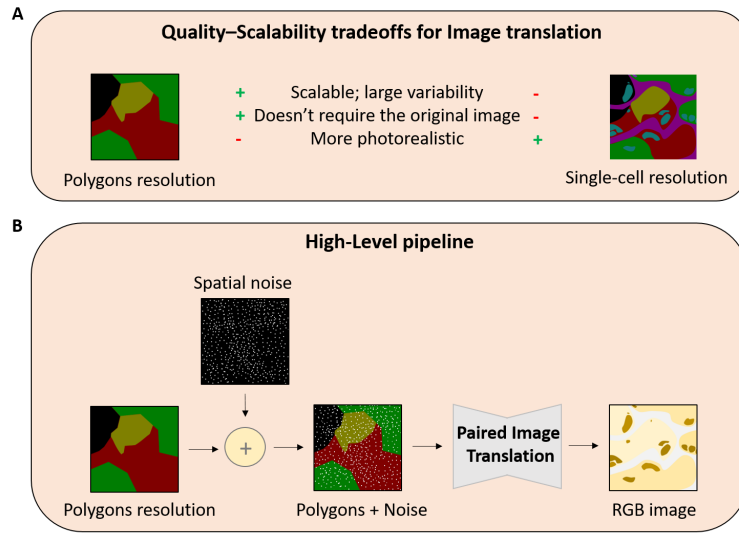 A
Quality–Scalability tradeoffs for Image translation
+ Scalable; large variability -
+ Doesn't require the original image -
- More photorealistic +
Polygons resolution
Single-cell resolution
B
High-Level pipeline
Spatial noise
+
Paired Image
Translation
Polygons resolution
Polygons + Noise
RGB image